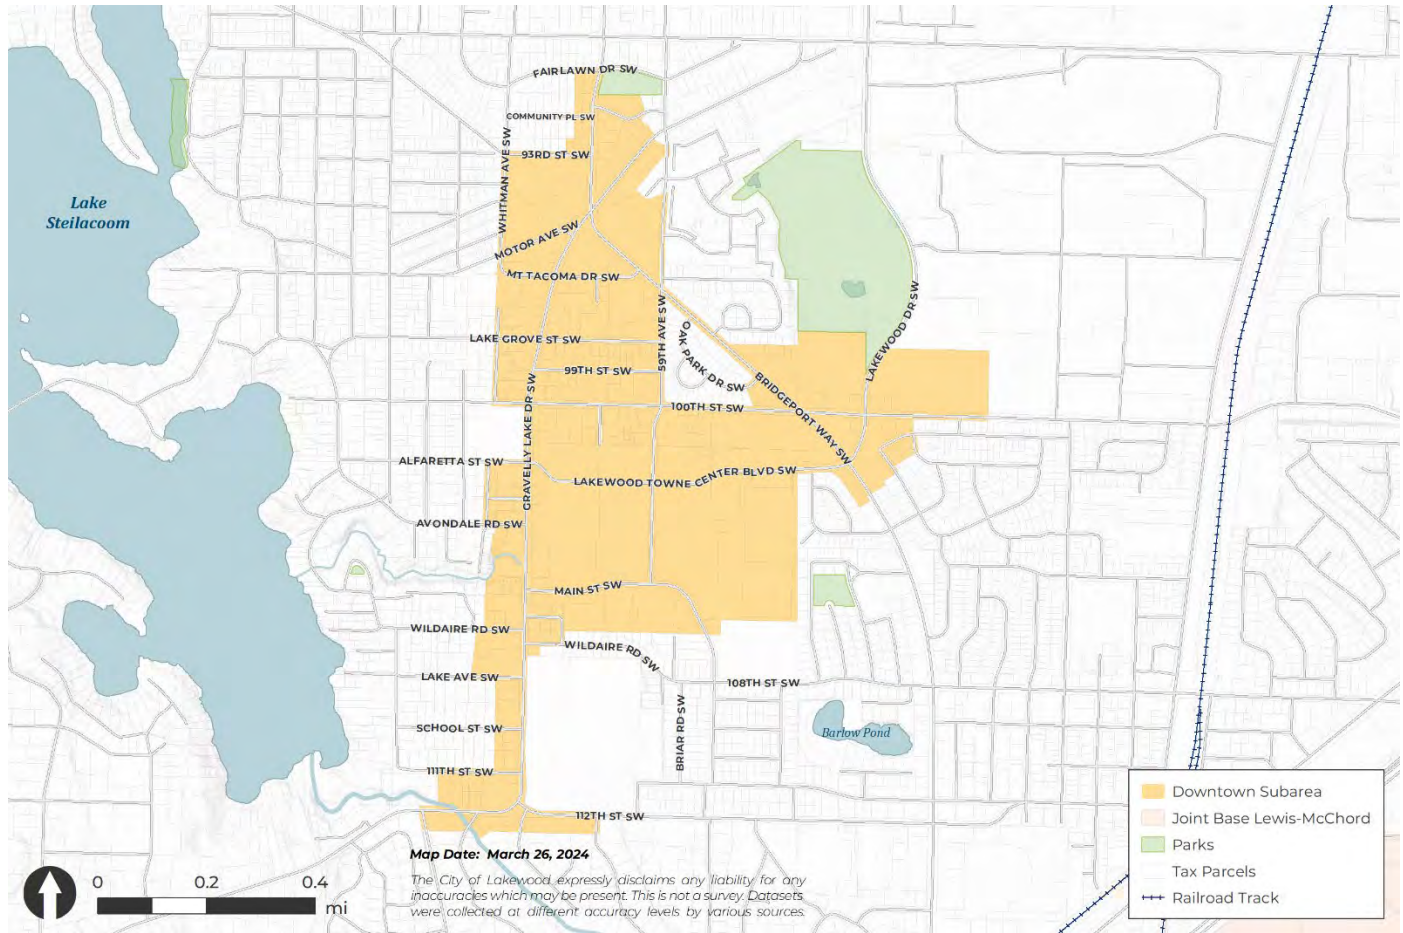 FAIRLAWN DR SW
COMMUNITY PL SW
93RD ST SW
WHITMAN AVE SW
Lake
Steilacoom
MOTOR AVE SW
MT TACOMA DR SW
59TH AVE SW
LAKEWOOD DR SW
LAKE GROVE ST SW
OAK PARK DR SW
99TH ST SW
BRIDGEPORT WAY SW
100TH ST SW
GRAVELLY LAKE DR SW
ALFARETTA ST SW
LAKEWOOD TOWNE CENTER BLVD SW
AVONDALE RD SW
MAIN ST SW
WILDAIRE RD SW
WILDAIRE RD SW
LAKE AVE SW
108TH ST SW
BRIAR RD SW
SCHOOL ST SW
Barlow Pond
111TH ST SW
112TH ST SW
Downtown Subarea
Joint Base Lewis-McChord
Parks
Tax Parcels
Railroad Track
Map Date: March 26, 2024
The City of Lakewood expressly disclaims any liability for any
inaccuracies which may be present. This is not a survey. Datasets
were collected at different accuracy levels by various sources.
0 0.2 0.4
mi